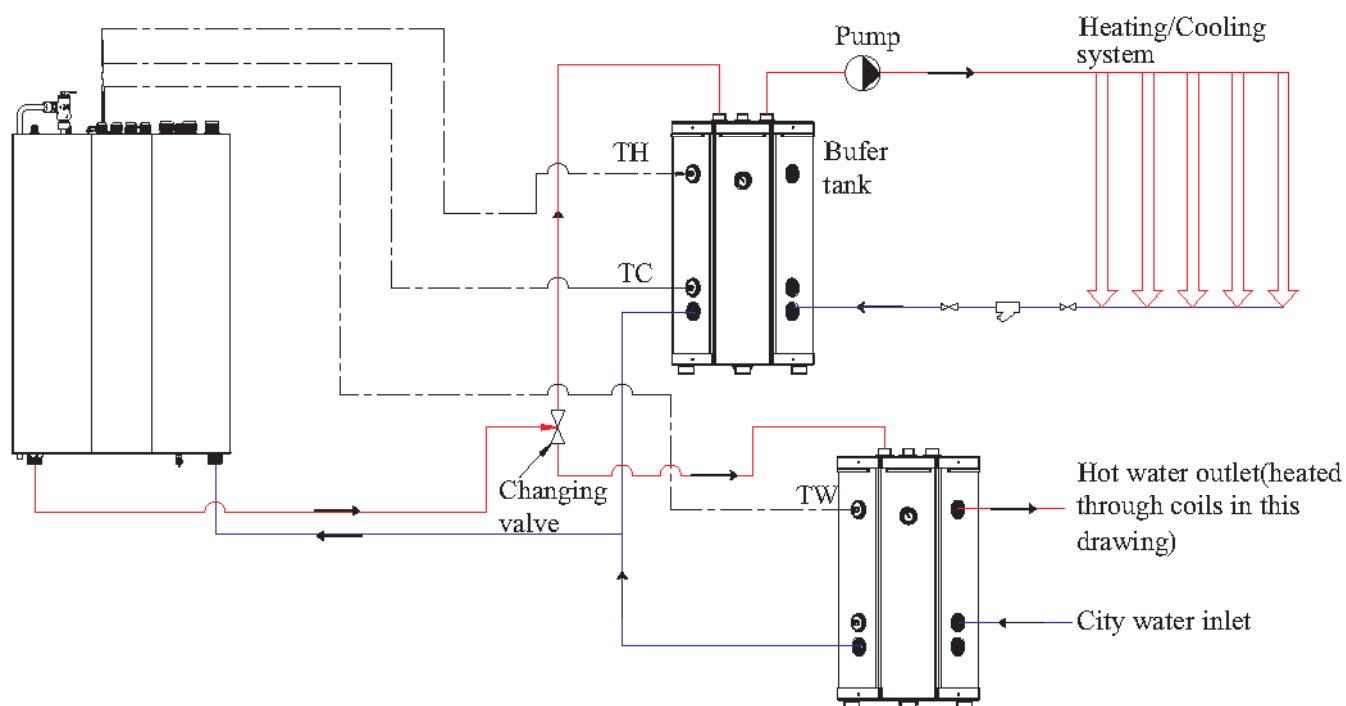 Pump
Heating/Cooling
system
TH
Bufer
tank
TC
Changing
valve
TW
Hot water outlet(heated
through coils in this
drawing)
City water inlet